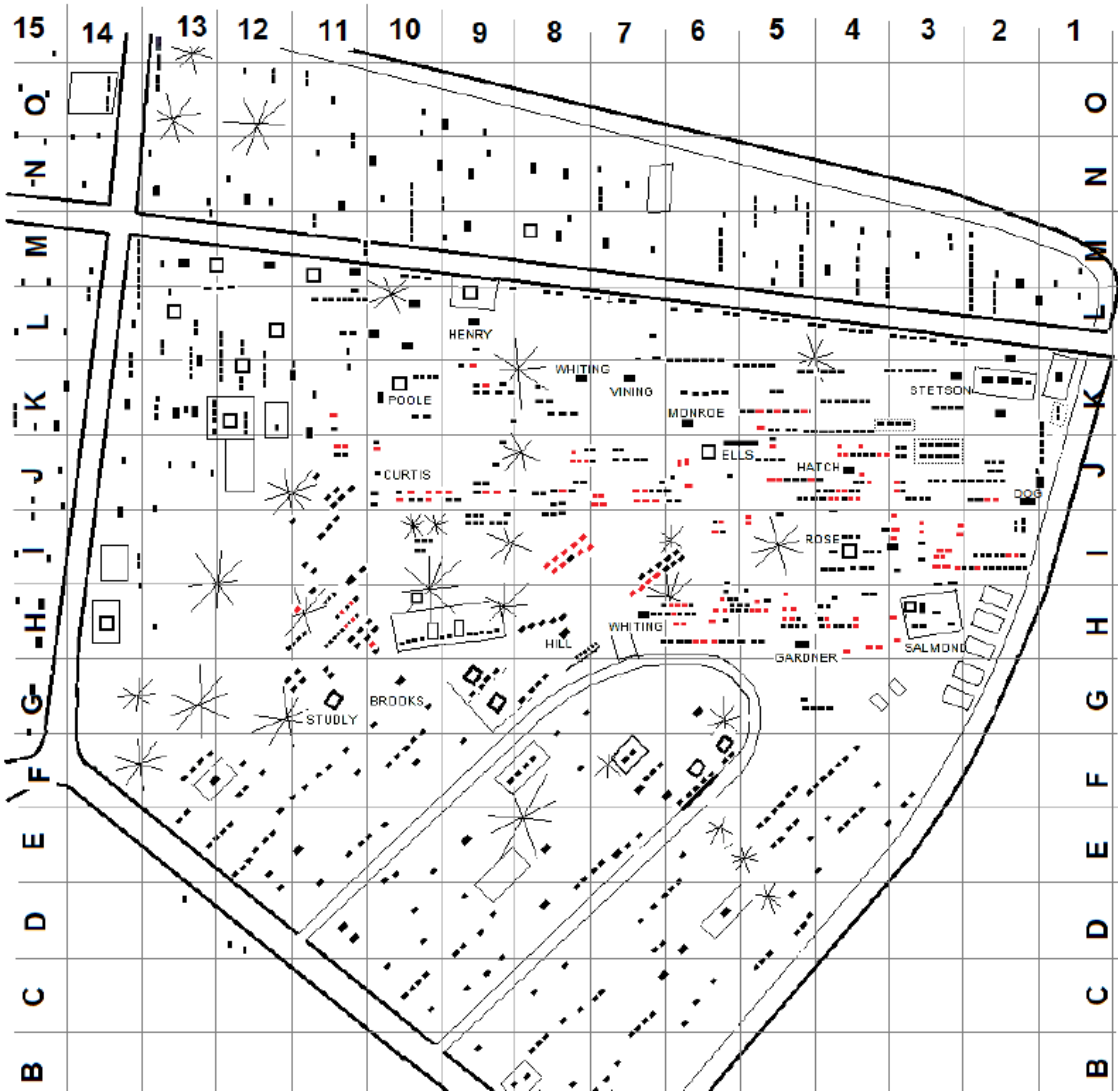 15 14 13 12 11 10 9 8 7 6 5 4 3 2 1
O O
N N
M M
HENRY
L L
WHITING
VINING
STETSON
POOLE
MONROE
K K
ELLS
CURTIS
HATCH
J J
DOG
ROSE
I I
WHITING
HILL
GARDNER
SALMOND
H H
BROOKS
STUDLY
G G
F F
E E
D D
C C
B B